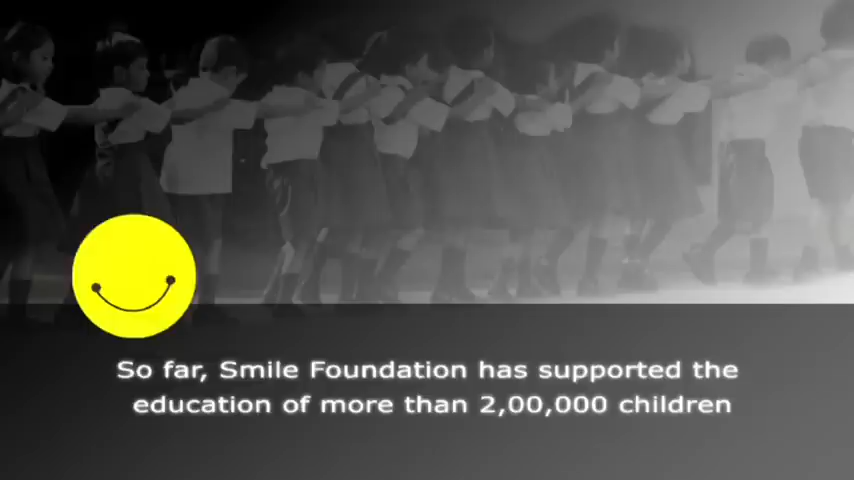 So far, Smile Foundation has supported the
education of more than 2,00,000 children